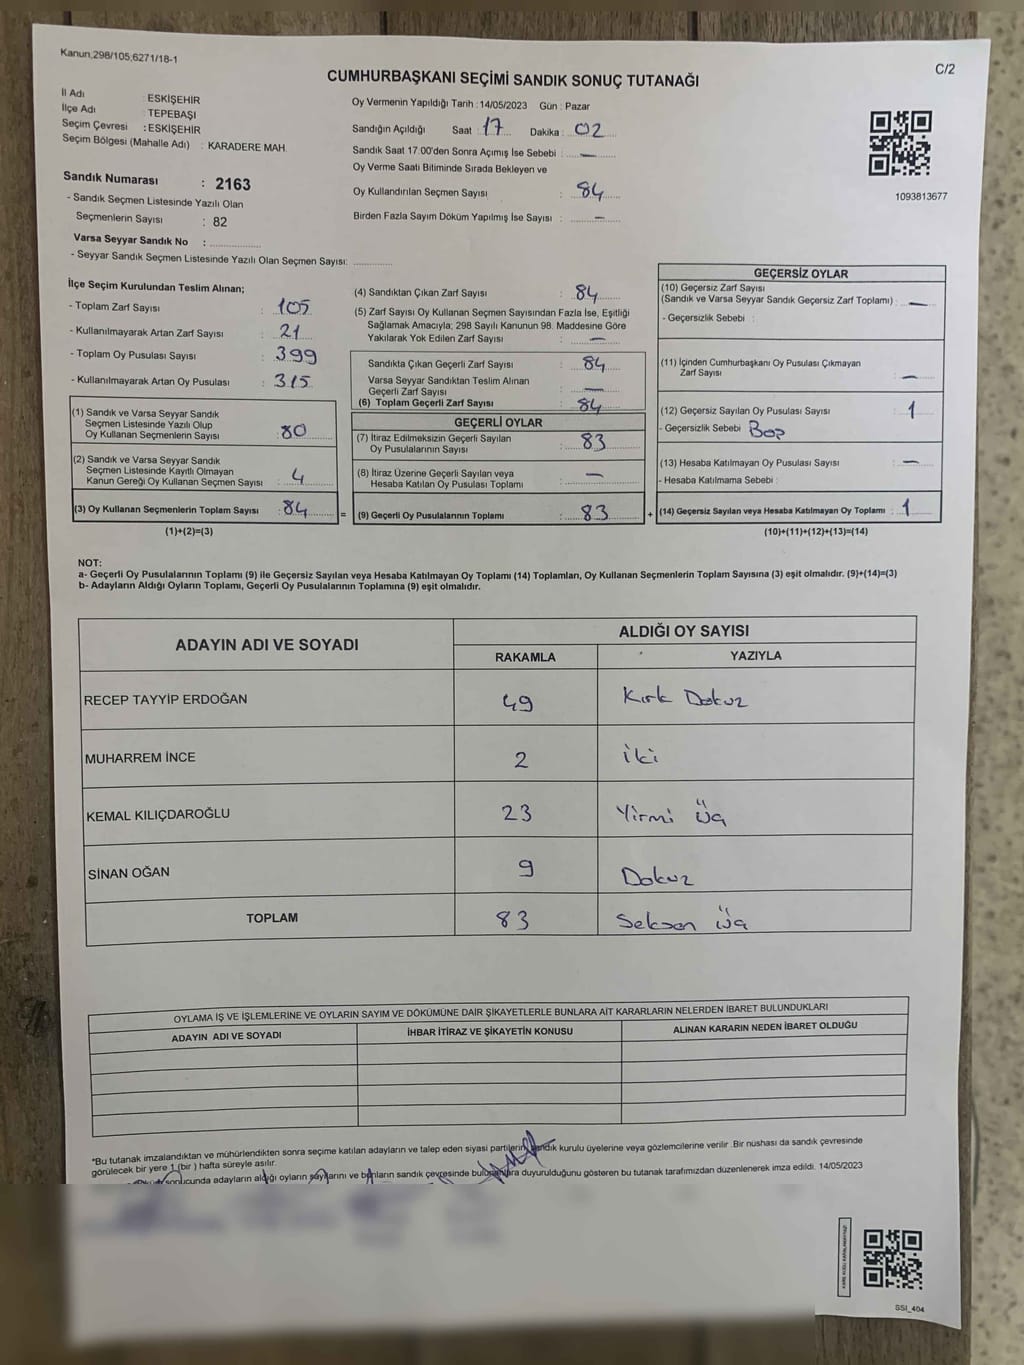 Kanun;298/105;6271/18-1
C/2
CUMHURBAŞKANI SEÇİMİ SANDIK SONUÇ TUTANAĞI
İl Adı : ESKİŞEHİR
İlçe Adı : TEPEBAŞI
Seçim Çevresi : ESKİŞEHİR
Seçim Bölgesi (Mahalle Adı) : KARADERE MAH.
Sandık Numarası : 2163
- Sandık Seçmen Listesinde Yazılı Olan
Seçmenlerin Sayısı : 82
Varsa Seyyar Sandık No : ................
- Seyyar Sandık Seçmen Listesinde Yazılı Olan Seçmen Sayısı: ............
Oy Vermenin Yapıldığı Tarih : 14/05/2023 Gün : Pazar
Sandığın Açıldığı Saat : 17 Dakika : 02
Sandık Saat 17:00'den Sonra Açımış İse Sebebi : —
Oy Verme Saati Bitiminde Sırada Bekleyen ve
Oy Kullandırılan Seçmen Sayısı : 84
Birden Fazla Sayım Döküm Yapılmış İse Sayısı : —
1093813677
İlçe Seçim Kurulundan Teslim Alınan;
- Toplam Zarf Sayısı : 105
- Kullanılmayarak Artan Zarf Sayısı : 21
- Toplam Oy Pusulası Sayısı : 399
- Kullanılmayarak Artan Oy Pusulası : 315
(1) Sandık ve Varsa Seyyar Sandık
Seçmen Listesinde Yazılı Olup
Oy Kullanan Seçmenlerin Sayısı : 80
(2) Sandık ve Varsa Seyyar Sandık
Seçmen Listesinde Kayıtlı Olmayan
Kanun Gereği Oy Kullanan Seçmen Sayısı : 4
(3) Oy Kullanan Seçmenlerin Toplam Sayısı : 84
(1)+(2)=(3)
(4) Sandıktan Çıkan Zarf Sayısı : 84
(5) Zarf Sayısı Oy Kullanan Seçmen Sayısından Fazla İse, Eşitliği
Sağlamak Amacıyla; 298 Sayılı Kanunun 98. Maddesine Göre
Yakılarak Yok Edilen Zarf Sayısı : —
Sandıkta Çıkan Geçerli Zarf Sayısı : 84
Varsa Seyyar Sandıktan Teslim Alınan
Geçerli Zarf Sayısı : —
(6) Toplam Geçerli Zarf Sayısı : 84
GEÇERLİ OYLAR
(7) İtiraz Edilmeksizin Geçerli Sayılan
Oy Pusulalarının Sayısı : 83
(8) İtiraz Üzerine Geçerli Sayılan veya
Hesaba Katılan Oy Pusulası Toplamı : —
= (9) Geçerli Oy Pusulalarının Toplamı : 83 +
GEÇERSİZ OYLAR
(10) Geçersiz Zarf Sayısı
(Sandık ve Varsa Seyyar Sandık Geçersiz Zarf Toplamı) : —
- Geçersizlik Sebebi :
(11) İçinden Cumhurbaşkanı Oy Pusulası Çıkmayan
Zarf Sayısı : —
(12) Geçersiz Sayılan Oy Pusulası Sayısı : 1
- Geçersizlik Sebebi Boş
(13) Hesaba Katılmayan Oy Pusulası Sayısı : —
- Hesaba Katılmama Sebebi :
(14) Geçersiz Sayılan veya Hesaba Katılmayan Oy Toplamı : 1
(10)+(11)+(12)+(13)=(14)
NOT:
a- Geçerli Oy Pusulalarının Toplamı (9) ile Geçersiz Sayılan veya Hesaba Katılmayan Oy Toplamı (14) Toplamları, Oy Kullanan Seçmenlerin Toplam Sayısına (3) eşit olmalıdır. (9)+(14)=(3)
b- Adayların Aldığı Oyların Toplamı, Geçerli Oy Pusulalarının Toplamına (9) eşit olmalıdır.
ADAYIN ADI VE SOYADI ALDIĞI OY SAYISI
RAKAMLA YAZIYLA
RECEP TAYYİP ERDOĞAN 49 Kırk Dokuz
MUHARREM İNCE 2 iki
KEMAL KILIÇDAROĞLU 23 Yirmi üç
SİNAN OĞAN 9 Dokuz
TOPLAM 83 Seksen üç
OYLAMA İŞ VE İŞLEMLERİNE VE OYLARIN SAYIM VE DÖKÜMÜNE DAİR ŞİKAYETLERLE BUNLARA AİT KARARLARIN NELERDEN İBARET BULUNDUKLARI
ADAYIN ADI VE SOYADI İHBAR İTİRAZ VE ŞİKAYETİN KONUSU ALINAN KARARIN NEDEN İBARET OLDUĞU
*Bu tutanak imzalandıktan ve mühürlendikten sonra seçime katılan adayların ve talep eden siyasi partilerin, sandık kurulu üyelerine veya gözlemcilerine verilir .Bir nüshası da sandık çevresinde
görülecek bir yere 1 (bir ) hafta süreyle asılır.
sonucunda adayların aldığı oyların sayılarını ve bunların sandık çevresinde bulunanlara duyurulduğunu gösteren bu tutanak tarafımızdan düzenlenerek imza edildi. 14/05/2023
SSI_404